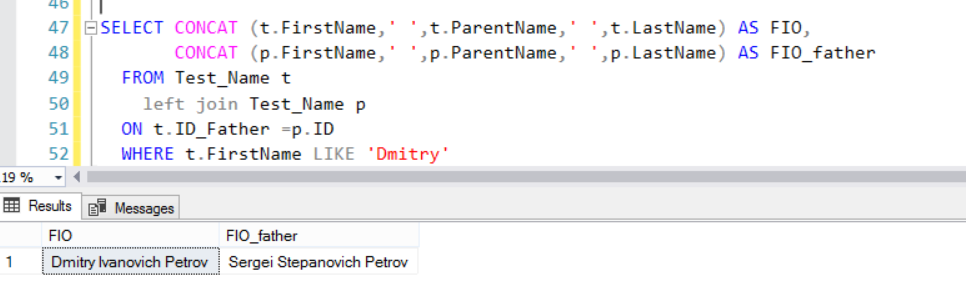 46
47 SELECT CONCAT (t.FirstName,' ',t.ParentName,' ',t.LastName) AS FIO,
48 CONCAT (p.FirstName,' ',p.ParentName,' ',p.LastName) AS FIO_father
49 FROM Test_Name t
50 left join Test_Name p
51 ON t.ID_Father =p.ID
52 WHERE t.FirstName LIKE 'Dmitry'
19 %
Results Messages
FIO FIO_father
1 Dmitry Ivanovich Petrov Sergei Stepanovich Petrov